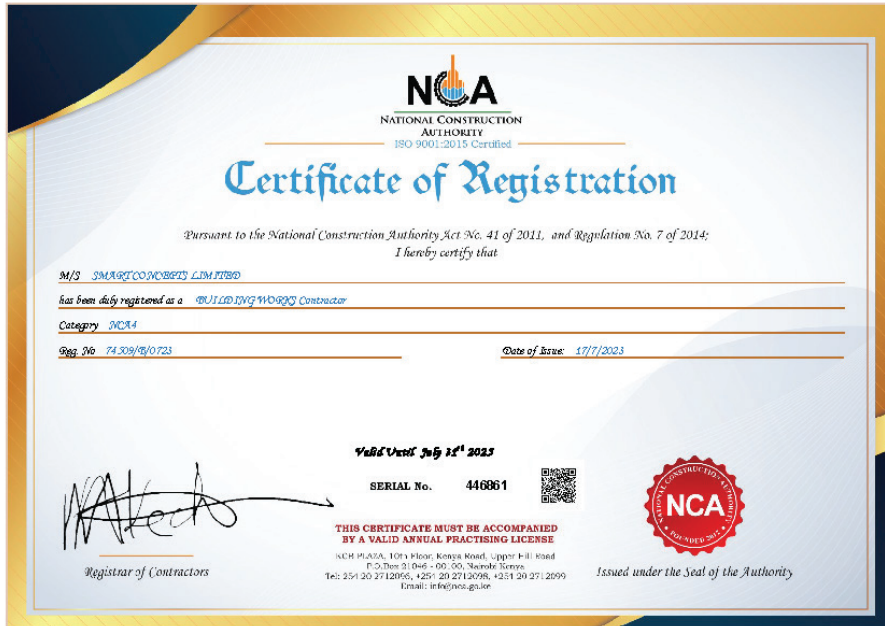 NCA
NATIONAL CONSTRUCTION
AUTHORITY
ISO 9001:2015 Certified
Certificate of Registration
Pursuant to the National Construction Authority Act No. 41 of 2011, and Regulation No. 7 of 2014;
I hereby certify that
M/S SMARTCONCEPTS LIMITED
has been duly registered as a BUILDING WORKS Contractor
Category NCA4
Reg. No 74509/B/0723
Date of Issue: 17/7/2023
Valid Until July 31st 2025
SERIAL No. 446861
THIS CERTIFICATE MUST BE ACCOMPANIED
BY A VALID ANNUAL PRACTISING LICENSE
KCB PLAZA, 10th Floor, Kenya Road, Upper Hill Road
P.O.Box 21046 - 00100, Nairobi Kenya
Tel: 254 20 2712096, +254 20 2712098, +254 20 2712099
Email: info@nca.go.ke
Registrar of Contractors
NATIONAL CONSTRUCTION AUTHORITY
NCA
FOUNDED 2012
Issued under the Seal of the Authority